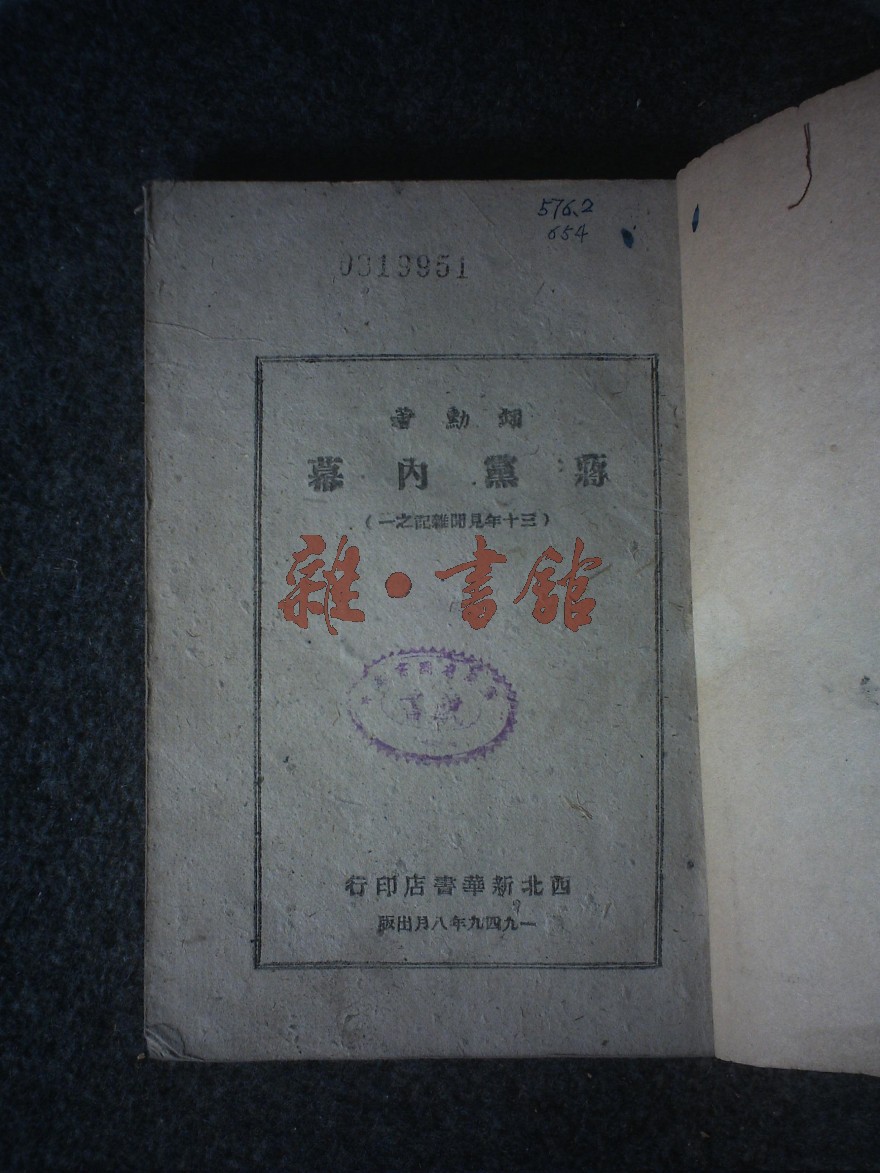 576.2
654
0319951
翊勳著
蔣黨內幕
（三十年見聞雜記之一）
雜·書舘
西北新華書店印行
一九四九年八月出版